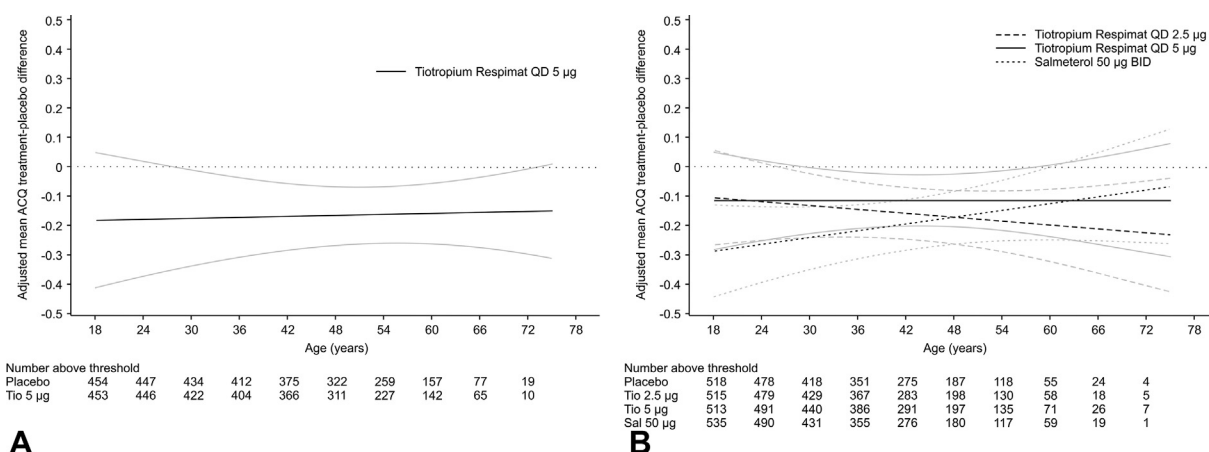 Adjusted mean ACQ treatment-placebo difference
0.5
0.4
0.3
0.2
0.1
0
-0.1
-0.2
-0.3
-0.4
-0.5
Tiotropium Respimat QD 5 µg
18 24 30 36 42 48 54 60 66 72 78
Age (years)
Number above threshold
Placebo 454 447 434 412 375 322 259 157 77 19
Tio 5 µg 453 446 422 404 366 311 227 142 65 10
A
Adjusted mean ACQ treatment-placebo difference
0.5
0.4
0.3
0.2
0.1
0
-0.1
-0.2
-0.3
-0.4
-0.5
Tiotropium Respimat QD 2.5 µg
Tiotropium Respimat QD 5 µg
Salmeterol 50 µg BID
18 24 30 36 42 48 54 60 66 72 78
Age (years)
Number above threshold
Placebo 518 478 418 351 275 187 118 55 24 4
Tio 2.5 µg 515 479 429 367 283 198 130 58 18 5
Tio 5 µg 513 491 440 386 291 197 135 71 26 7
Sal 50 µg 535 490 431 355 276 180 117 59 19 1
B